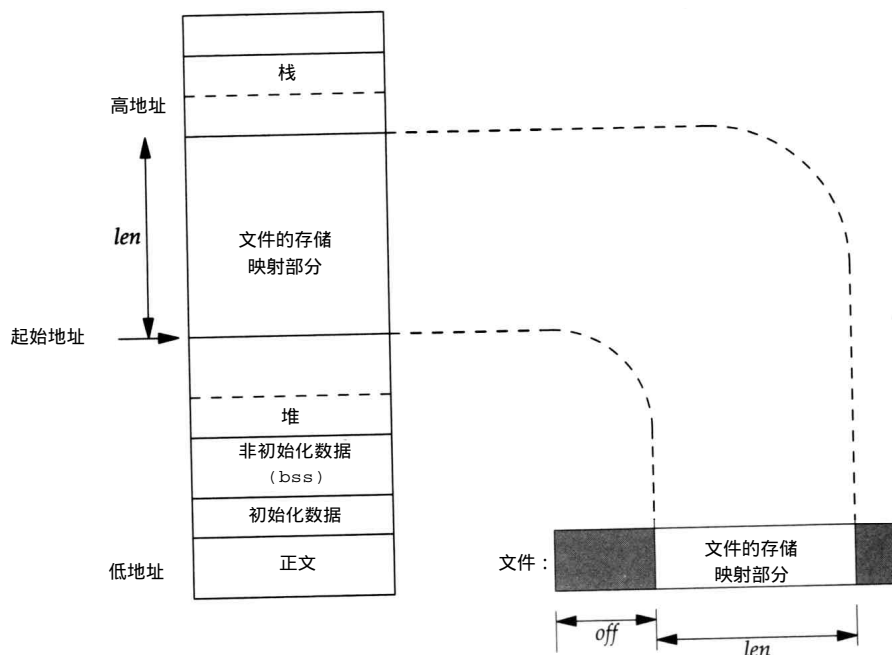 栈
高地址
len
文件的存储
映射部分
起始地址
堆
非初始化数据
(bss)
初始化数据
低地址
正文
文件:
文件的存储
映射部分
off
len